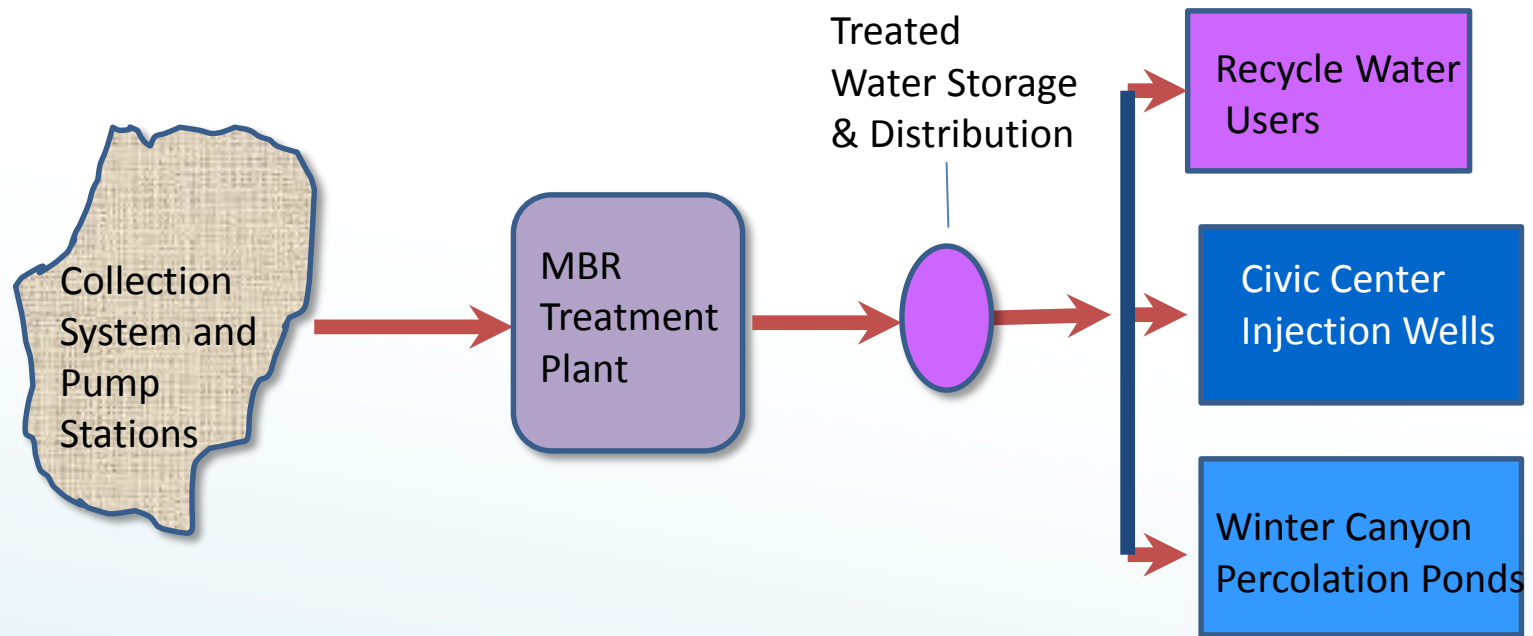 Collection
System and
Pump
Stations
MBR
Treatment
Plant
Treated
Water Storage
& Distribution
Recycle Water
Users
Civic Center
Injection Wells
Winter Canyon
Percolation Ponds